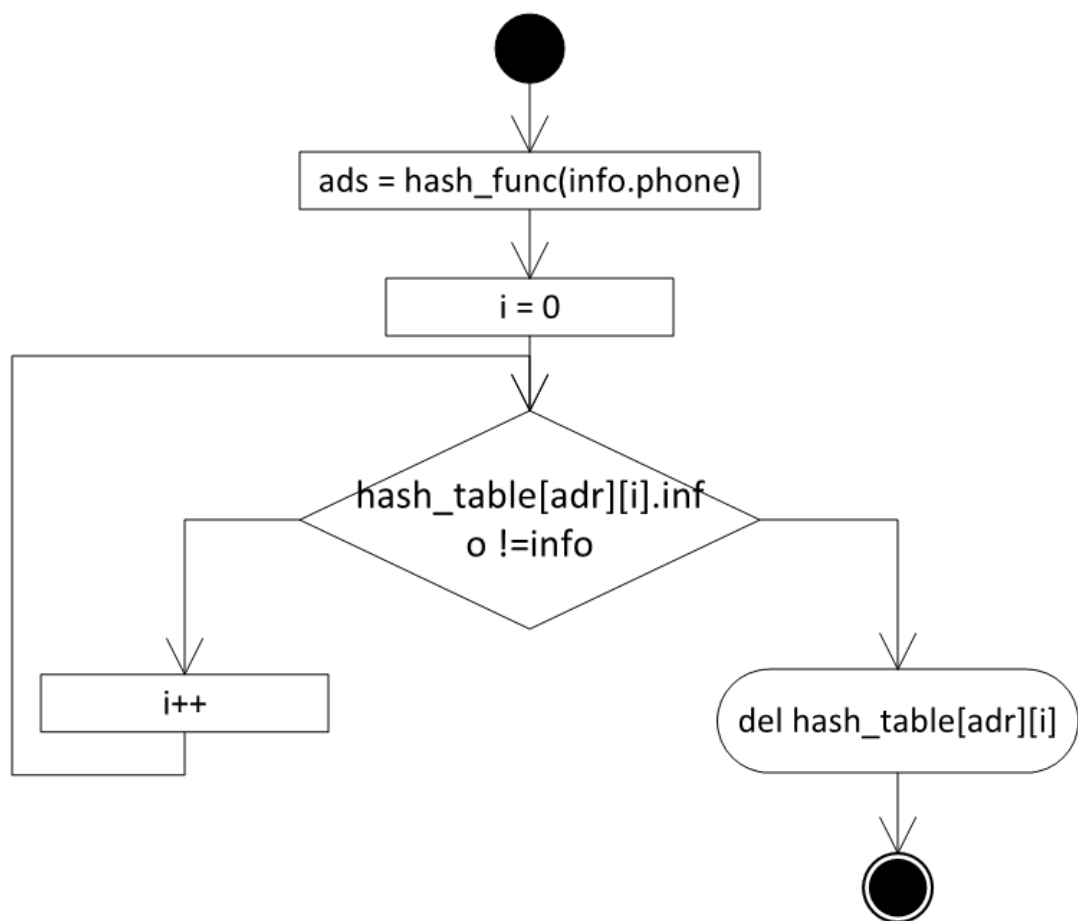 ads = hash_func(info.phone)
i = 0
hash_table[adr][i].inf
o !=info
i++
del hash_table[adr][i]